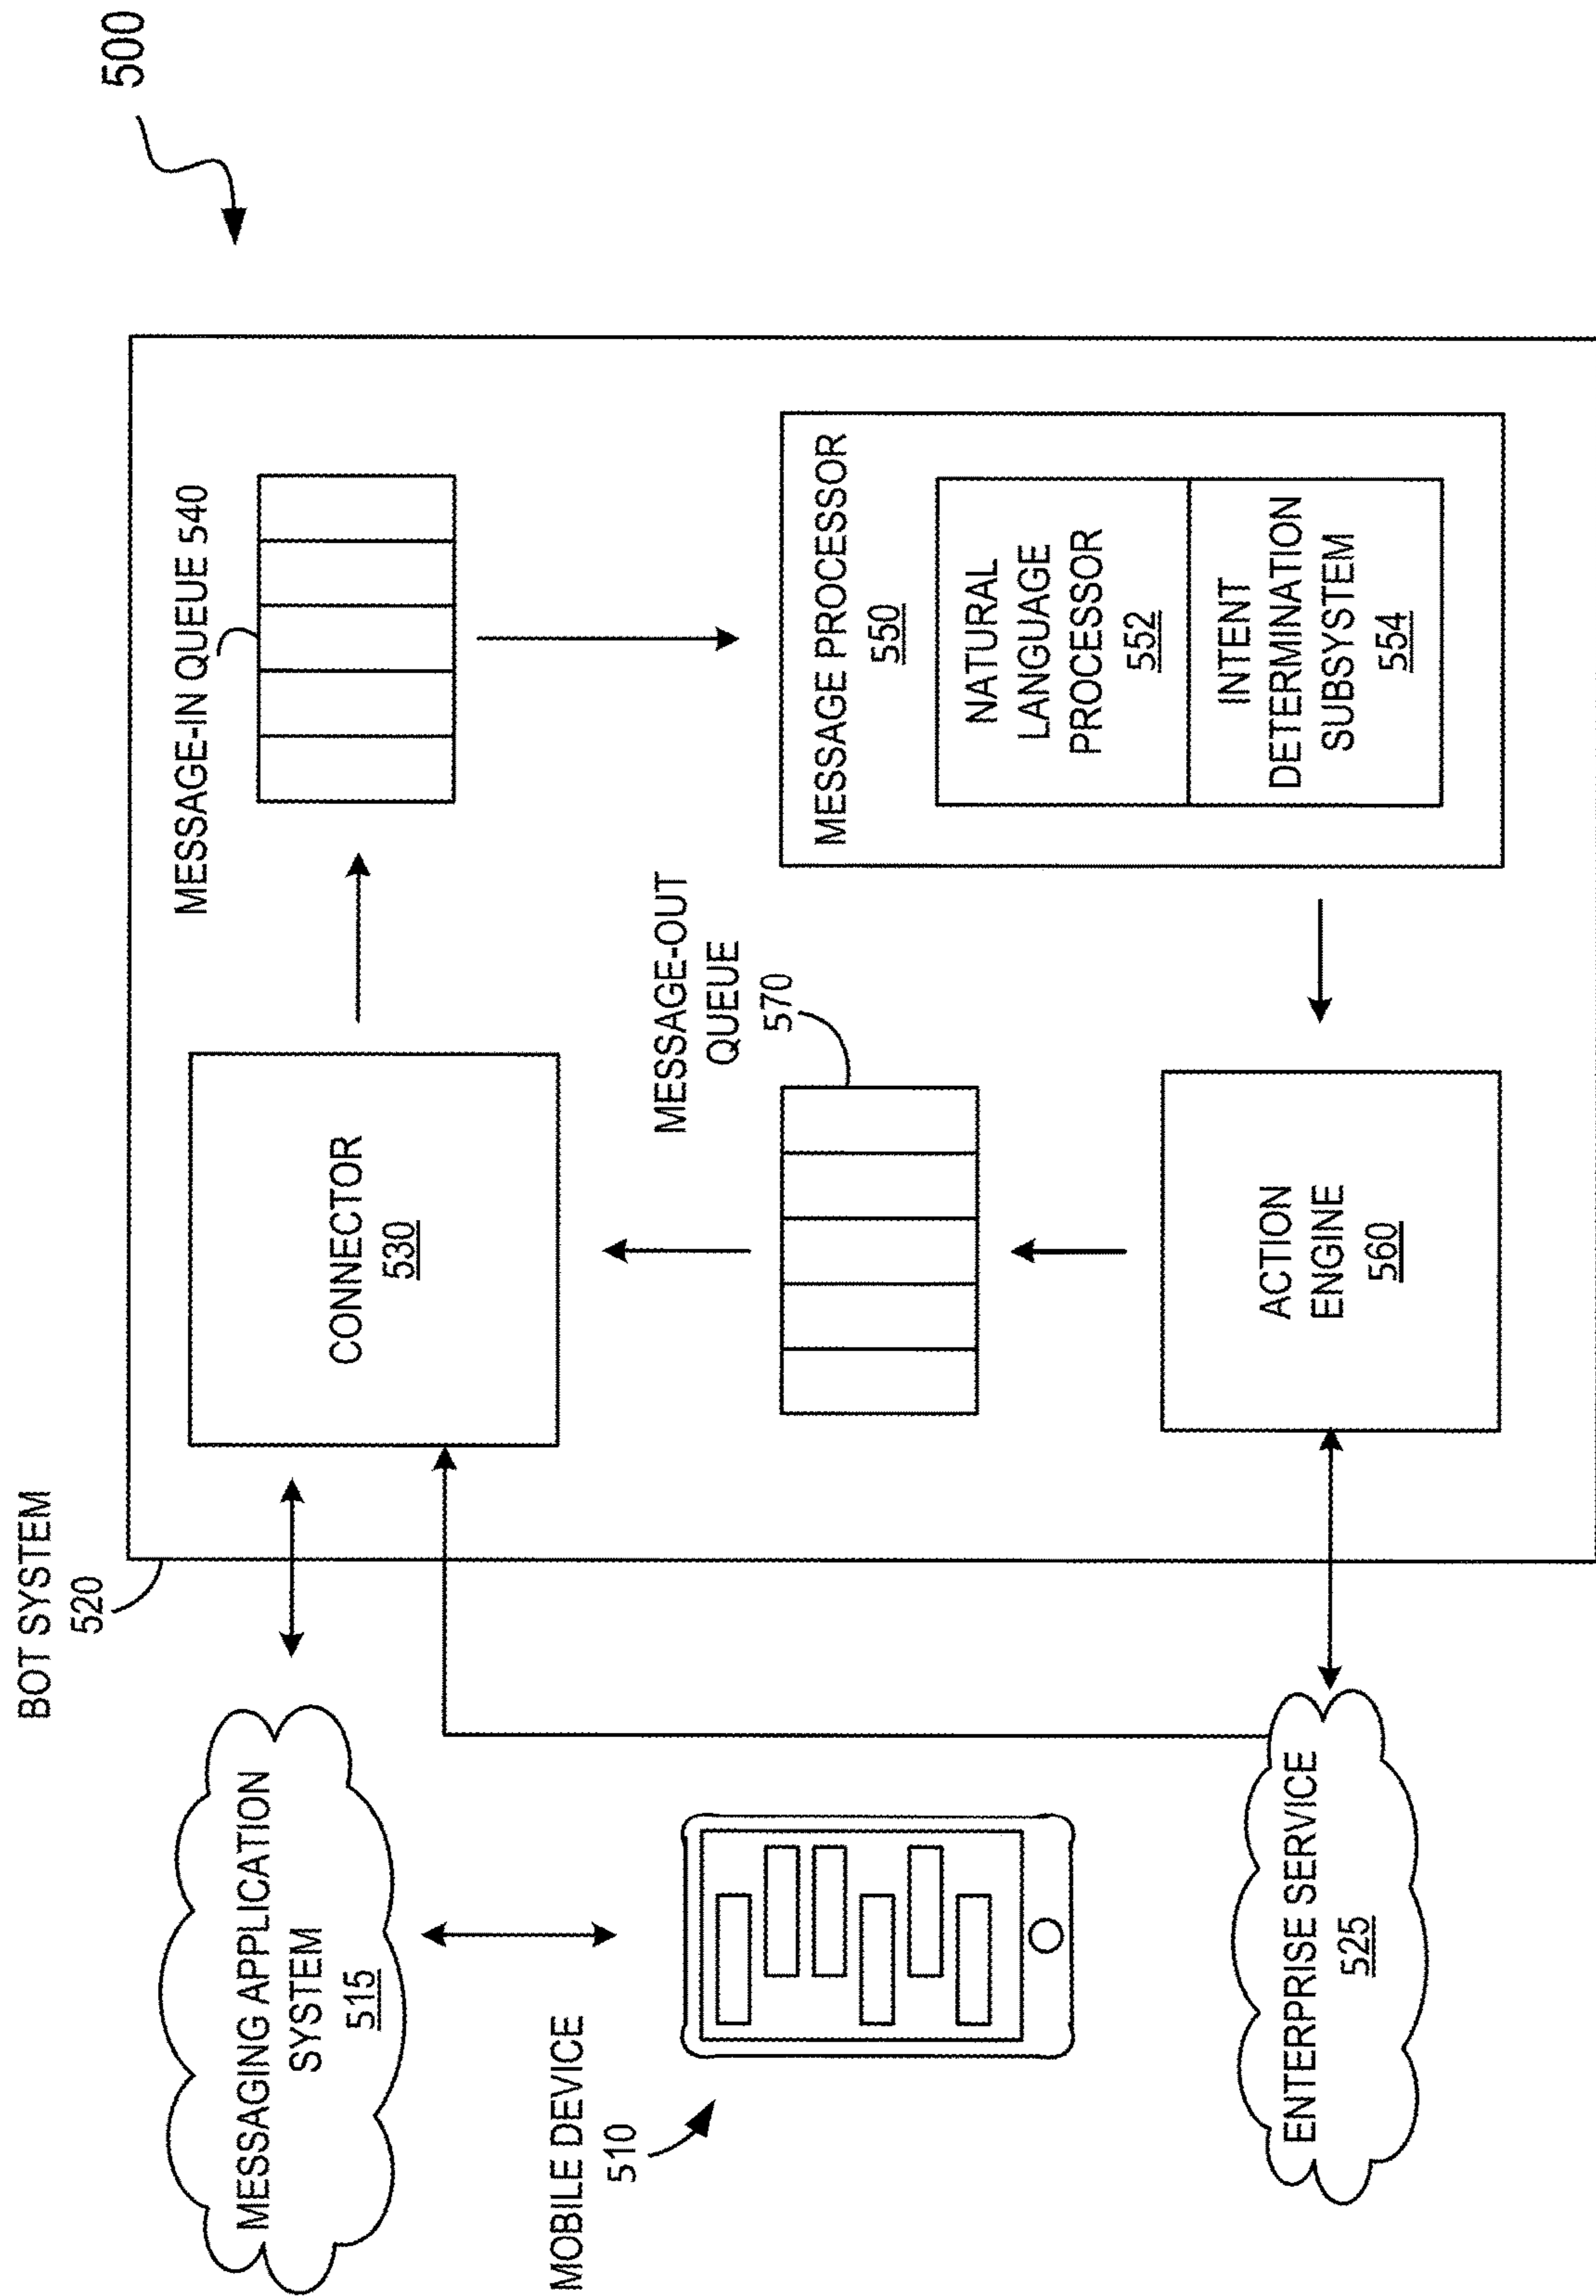 500
BOT SYSTEM
520
MESSAGING APPLICATION
SYSTEM
515
CONNECTOR
530
MESSAGE-IN QUEUE 540
MOBILE DEVICE
510
MESSAGE-OUT
QUEUE
570
MESSAGE PROCESSOR
550
NATURAL
LANGUAGE
PROCESSOR
552
INTENT
DETERMINATION
SUBSYSTEM
554
ENTERPRISE SERVICE
525
ACTION
ENGINE
560